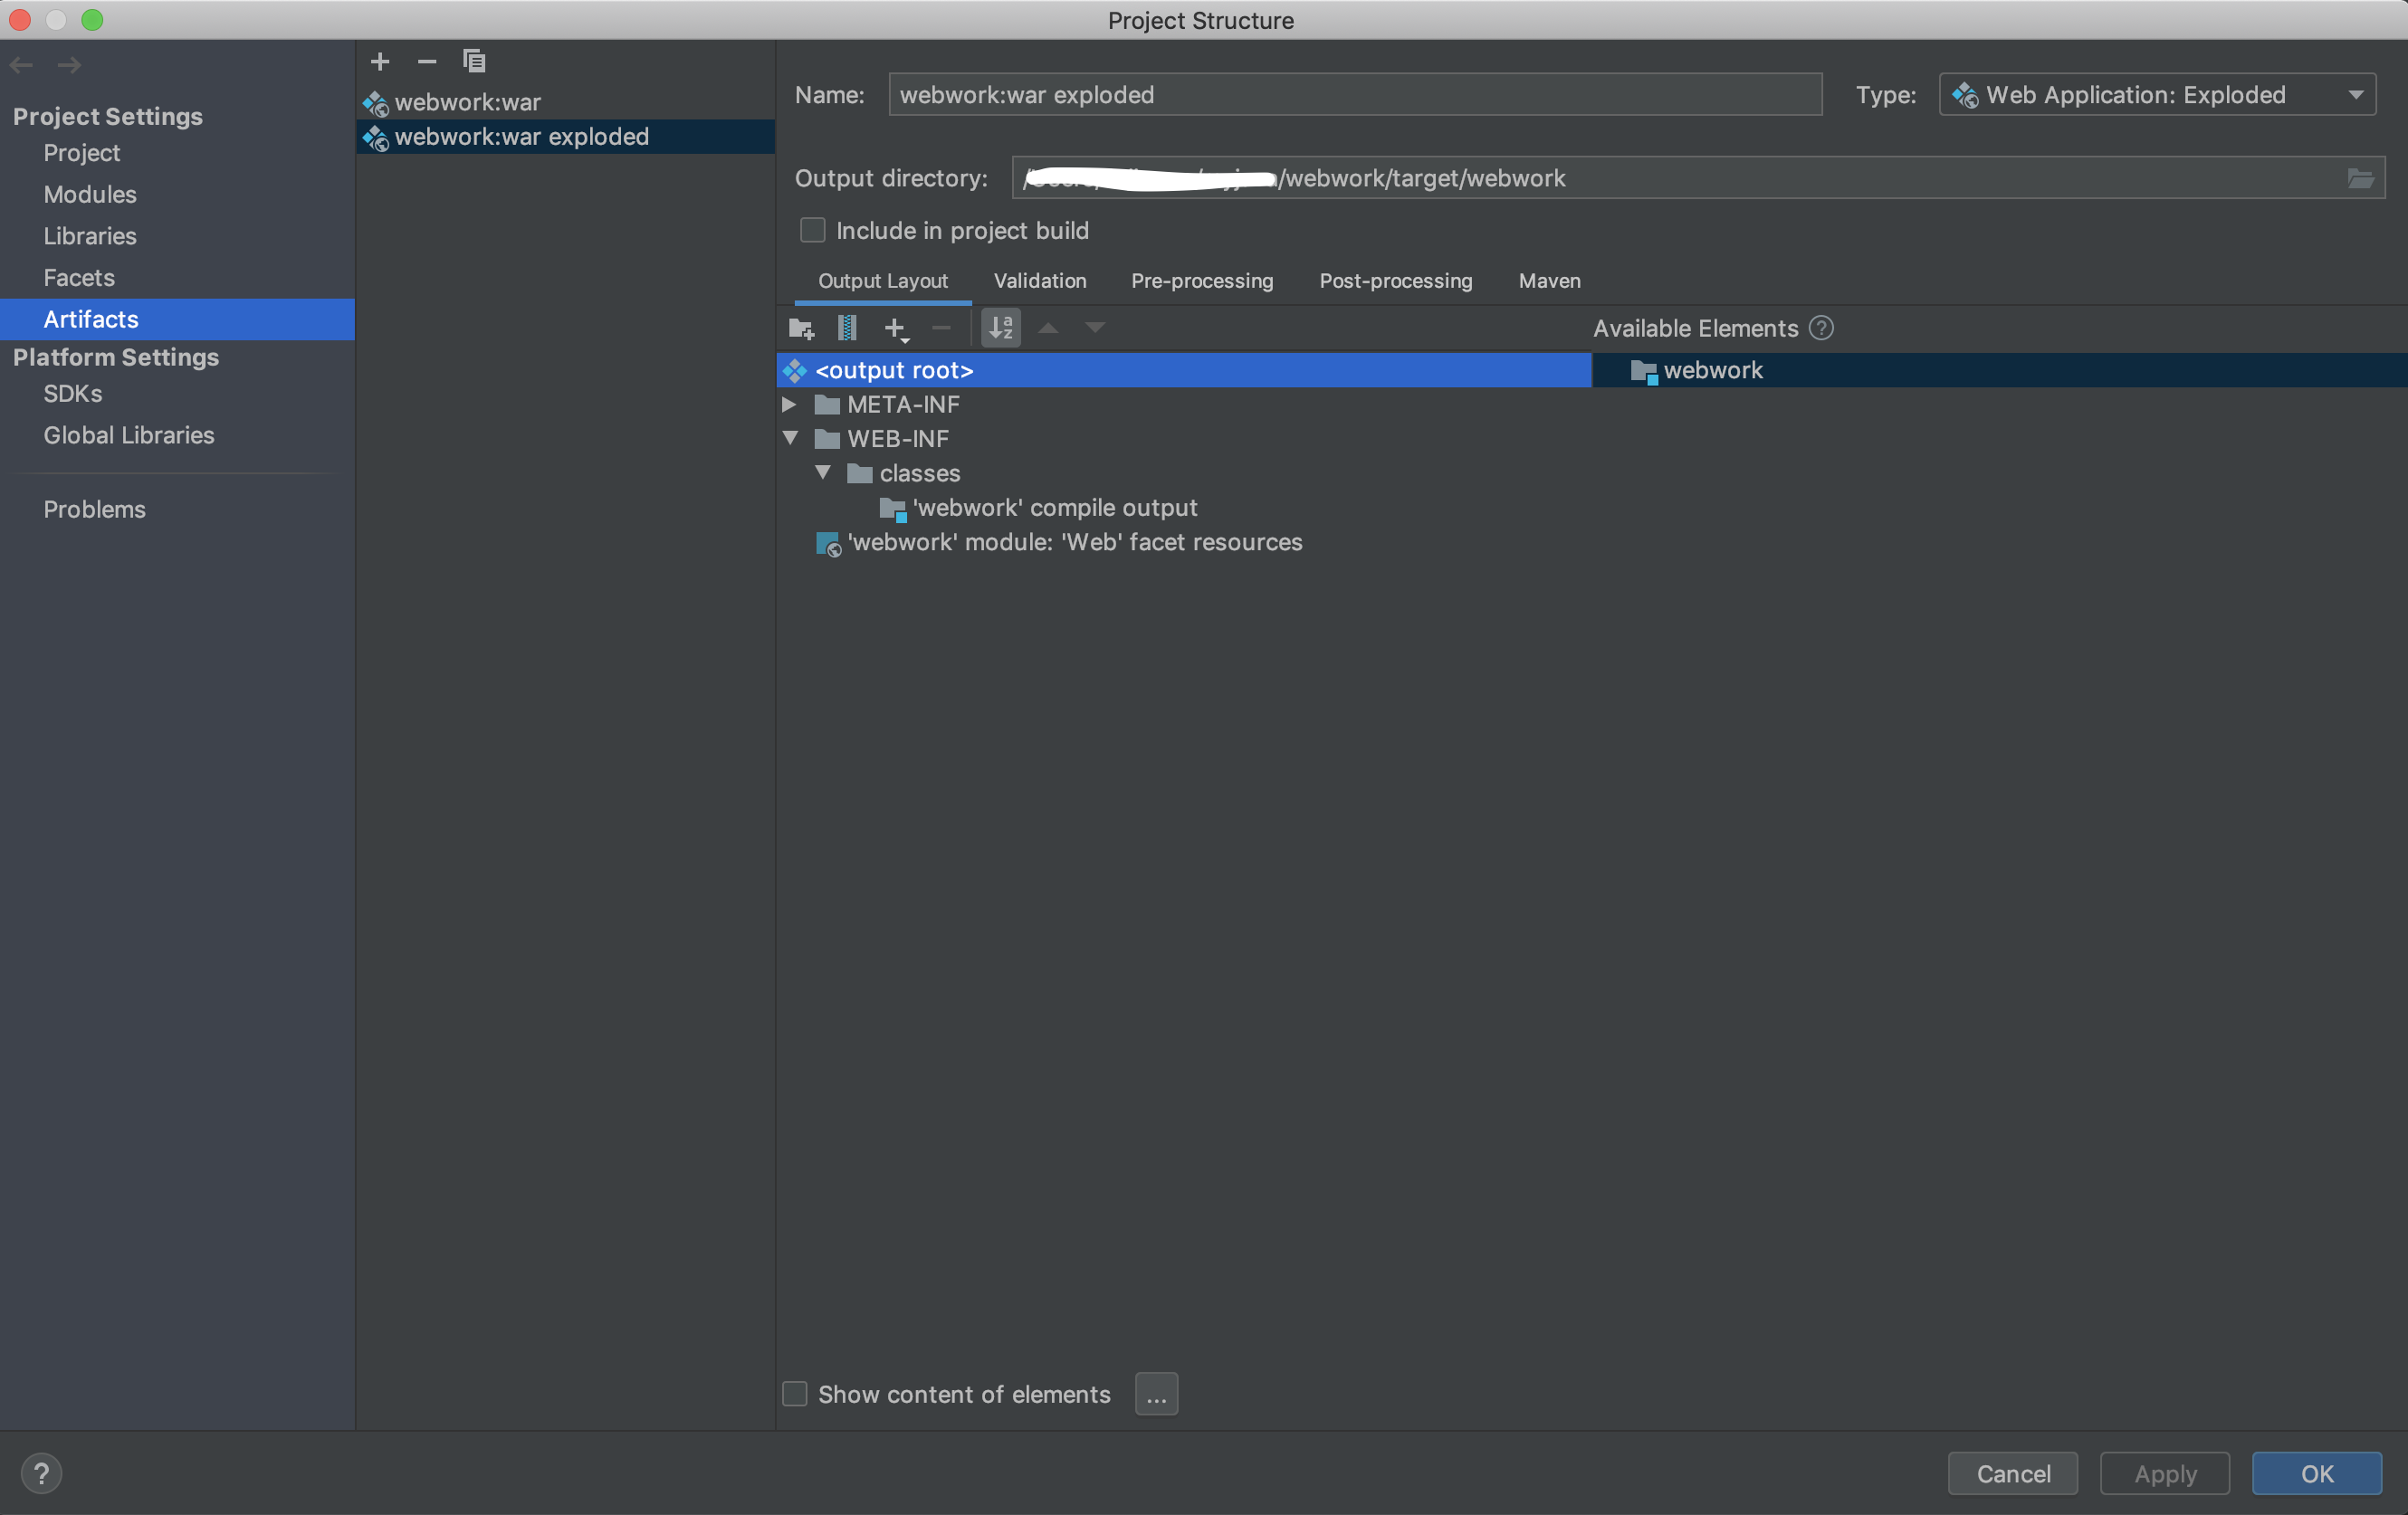 Project Structure
Project Settings
Project
Modules
Libraries
Facets
Artifacts
Platform Settings
SDKs
Global Libraries
Problems
webwork:war
webwork:war exploded
Name: webwork:war exploded Type: Web Application: Exploded
Output directory: /webwork/target/webwork
Include in project build
Output Layout Validation Pre-processing Post-processing Maven
Available Elements ?
<output root>
META-INF
WEB-INF
classes
'webwork' compile output
'webwork' module: 'Web' facet resources
webwork
Show content of elements ...
? Cancel Apply OK